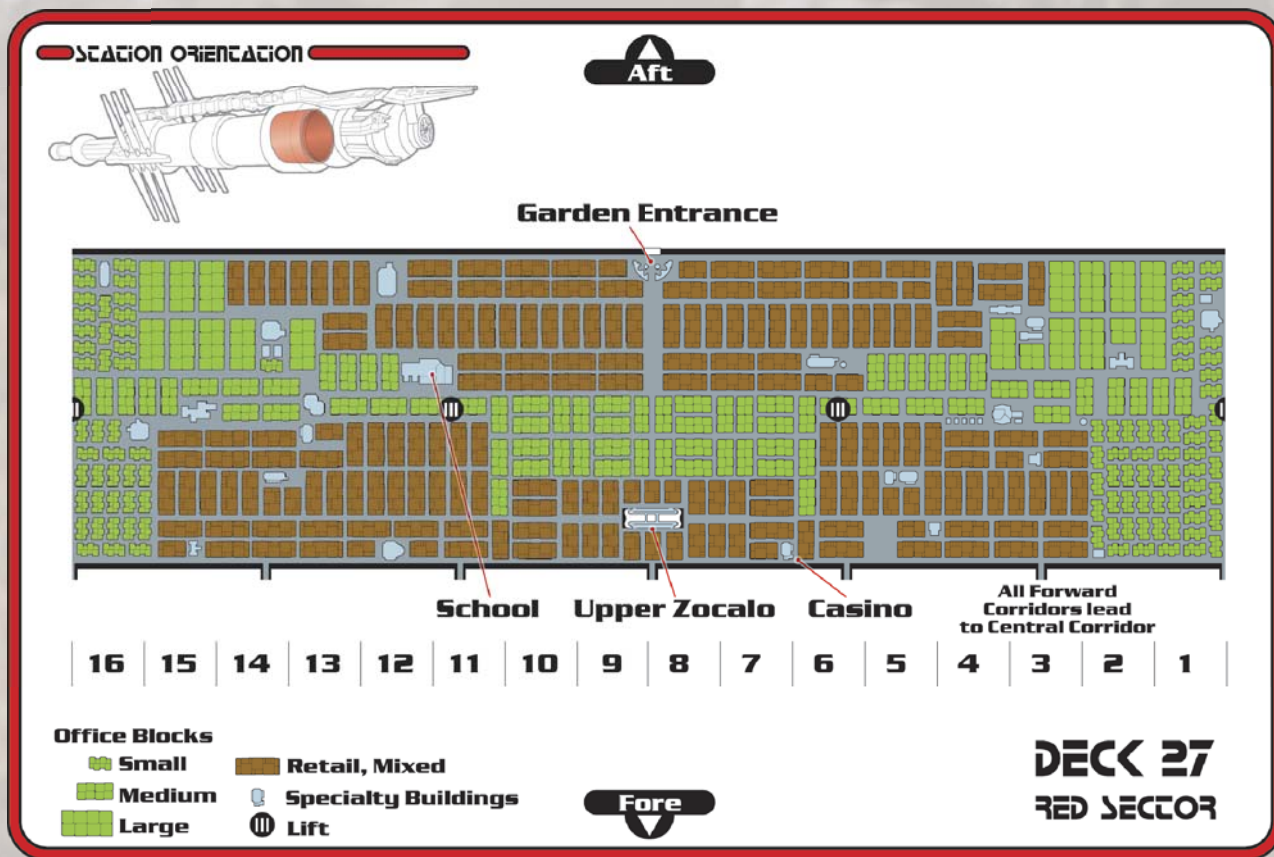 STATION ORIENTATION
Aft
Garden Entrance
School
Upper Zocalo
Casino
All Forward
Corridors lead
to Central Corridor
16 15 14 13 12 11 10 9 8 7 6 5 4 3 2 1
Office Blocks
Small
Medium
Large
Retail, Mixed
Specialty Buildings
Lift
Fore
DECK 27
RED SECTOR